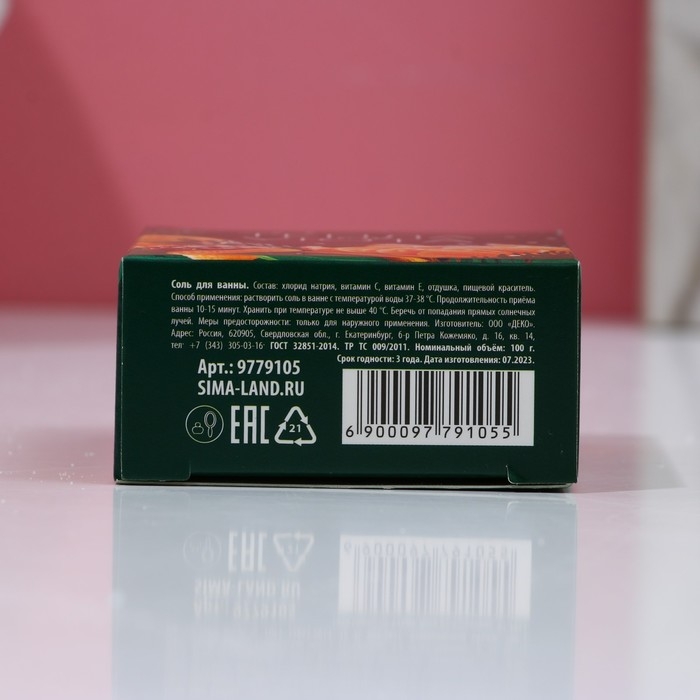 Соль для ванны. Состав: хлорид натрия, витамин С, витамин Е, отдушка, пищевой краситель.
Способ применения: растворить соль в ванне с температурой воды 37-38 °С. Продолжительность приёма
ванны 10-15 минут. Хранить при температуре не выше 40 °С. Беречь от попадания прямых солнечных
лучей. Меры предосторожности: только для наружного применения. Изготовитель: ООО «ДЕКО».
Адрес: Россия, 620905, Свердловская обл., г. Екатеринбург, б-р Петра Кожемяко, д. 16, кв. 14,
тел: +7 (343) 305-03-16 ГОСТ 32851-2014. ТР ТС 009/2011. Номинальный объём: 100 г.
Срок годности: 3 года. Дата изготовления: 07.2023.
Арт.: 9779105
SIMA-LAND.RU
EAC 21
6 900097 791055